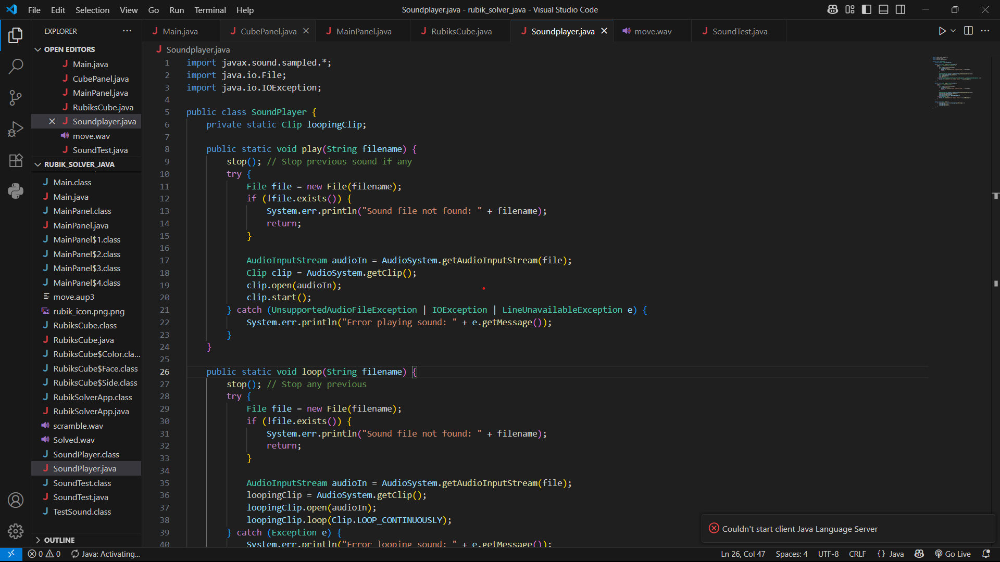 File Edit Selection View Go Run Terminal Help
Soundplayer.java - rubik_solver_java - Visual Studio Code
EXPLORER
Main.java CubePanel.java MainPanel.java RubiksCube.java Soundplayer.java move.wav SoundTest.java
OPEN EDITORS
Main.java
CubePanel.java
MainPanel.java
RubiksCube.java
Soundplayer.java
move.wav
SoundTest.java
RUBIK_SOLVER_JAVA
Main.class
Main.java
MainPanel.class
MainPanel.java
MainPanel$1.class
MainPanel$2.class
MainPanel$3.class
MainPanel$4.class
move.aup3
rubik_icon.png.png
RubiksCube.class
RubiksCube.java
RubiksCube$Color.cla...
RubiksCube$Face.class
RubiksCube$Side.class
RubikSolverApp.class
RubikSolverApp.java
scramble.wav
Solved.wav
SoundPlayer.class
SoundPlayer.java
SoundTest.class
SoundTest.java
TestSound.class
OUTLINE
Soundplayer.java
1 import javax.sound.sampled.*;
2 import java.io.File;
3 import java.io.IOException;
4
5 public class SoundPlayer {
6 private static Clip loopingClip;
7
8 public static void play(String filename) {
9 stop(); // Stop previous sound if any
10 try {
11 File file = new File(filename);
12 if (!file.exists()) {
13 System.err.println("Sound file not found: " + filename);
14 return;
15 }
16
17 AudioInputStream audioIn = AudioSystem.getAudioInputStream(file);
18 Clip clip = AudioSystem.getClip();
19 clip.open(audioIn);
20 clip.start();
21 } catch (UnsupportedAudioFileException | IOException | LineUnavailableException e) {
22 System.err.println("Error playing sound: " + e.getMessage());
23 }
24 }
25
26 public static void loop(String filename) {
27 stop(); // Stop any previous
28 try {
29 File file = new File(filename);
30 if (!file.exists()) {
31 System.err.println("Sound file not found: " + filename);
32 return;
33 }
34
35 AudioInputStream audioIn = AudioSystem.getAudioInputStream(file);
36 loopingClip = AudioSystem.getClip();
37 loopingClip.open(audioIn);
38 loopingClip.loop(Clip.LOOP_CONTINUOUSLY);
39 } catch (Exception e) {
40 System.err.println("Error looping sound: " + e.getMessage());
Couldn't start client Java Language Server
0 0 Java: Activating...
Ln 26, Col 47 Spaces: 4 UTF-8 CRLF {} Java Go Live